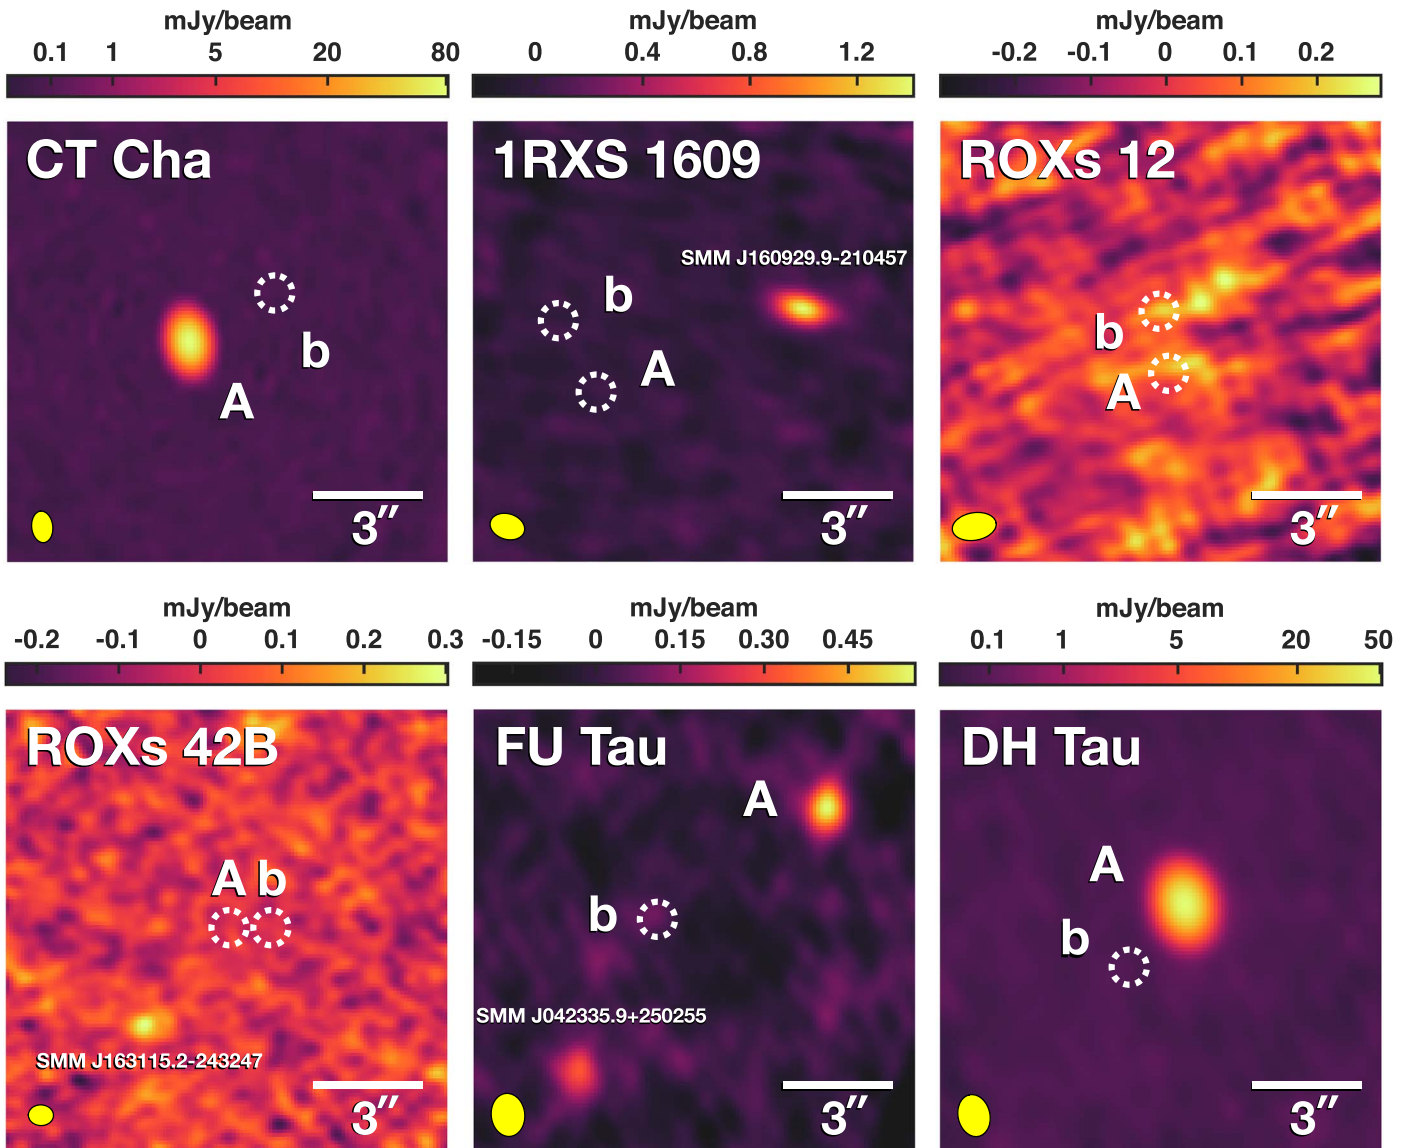 mJy/beam
0.1 1 5 20 80
CT Cha
A
b
3″
mJy/beam
0 0.4 0.8 1.2
1RXS 1609
SMM J160929.9-210457
b
A
3″
mJy/beam
-0.2 -0.1 0 0.1 0.2
ROXs 12
b
A
3″
mJy/beam
-0.2 -0.1 0 0.1 0.2 0.3
ROXs 42B
A b
SMM J163115.2-243247
3″
mJy/beam
-0.15 0 0.15 0.30 0.45
FU Tau
A
b
SMM J042335.9+250255
3″
mJy/beam
0.1 1 5 20 50
DH Tau
A
b
3″